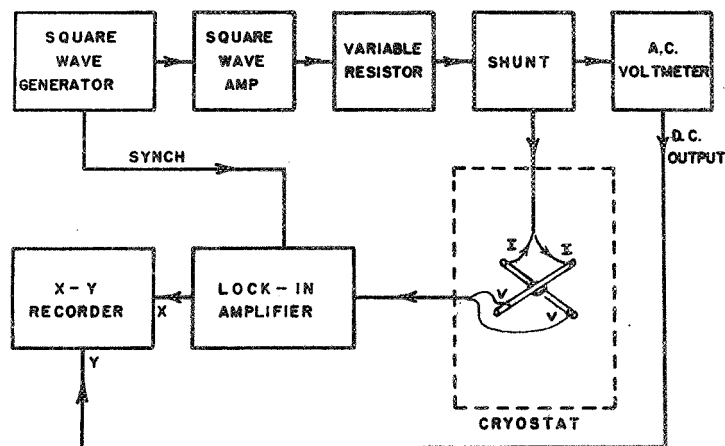 SQUARE
WAVE
GENERATOR
SQUARE
WAVE
AMP
VARIABLE
RESISTOR
SHUNT
A.C.
VOLTMETER
SYNCH
D.C.
OUTPUT
I I
V
V
X-Y
RECORDER
X
LOCK-IN
AMPLIFIER
Y
CRYOSTAT